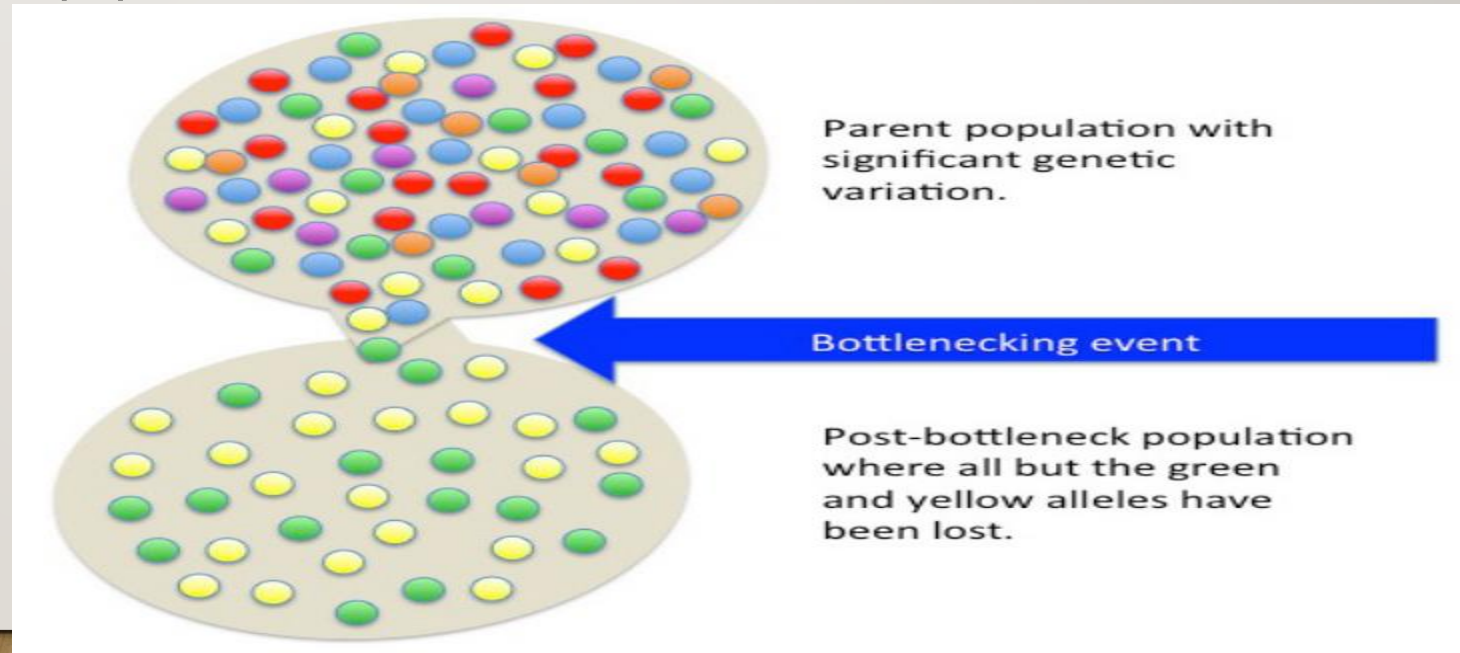 Parent population with
significant genetic
variation.
Bottlenecking event
Post-bottleneck population
where all but the green
and yellow alleles have
been lost.